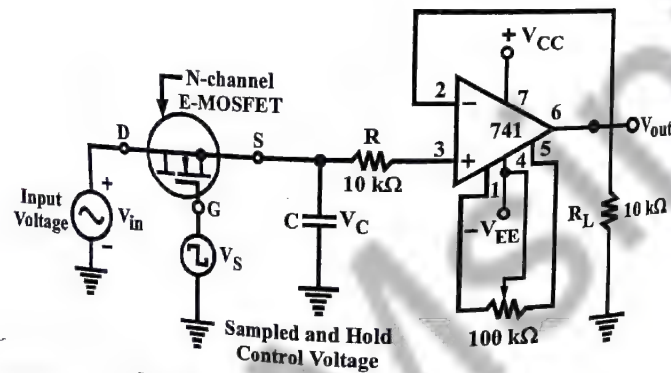 N-channel
E-MOSFET
D
S
G
Input
Voltage
+
Vin
−
VS
C
VC
R
10 kΩ
+ VCC
2
−
7
741
6
Vout
3
+
4
5
1
−VEE
RL
10 kΩ
100 kΩ
Sampled and Hold
Control Voltage